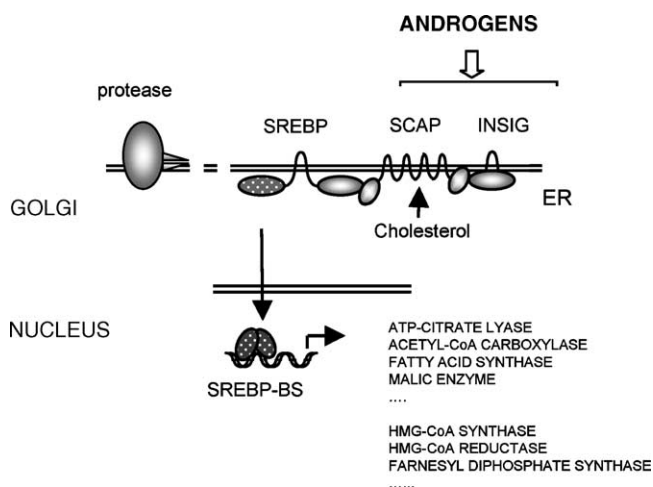 ANDROGENS
protease
SREBP
SCAP
INSIG
GOLGI
ER
Cholesterol
NUCLEUS
SREBP-BS
ATP-CITRATE LYASE
ACETYL-CoA CARBOXYLASE
FATTY ACID SYNTHASE
MALIC ENZYME
....
HMG-CoA SYNTHASE
HMG-CoA REDUCTASE
FARNESYL DIPHOSPHATE SYNTHASE
......